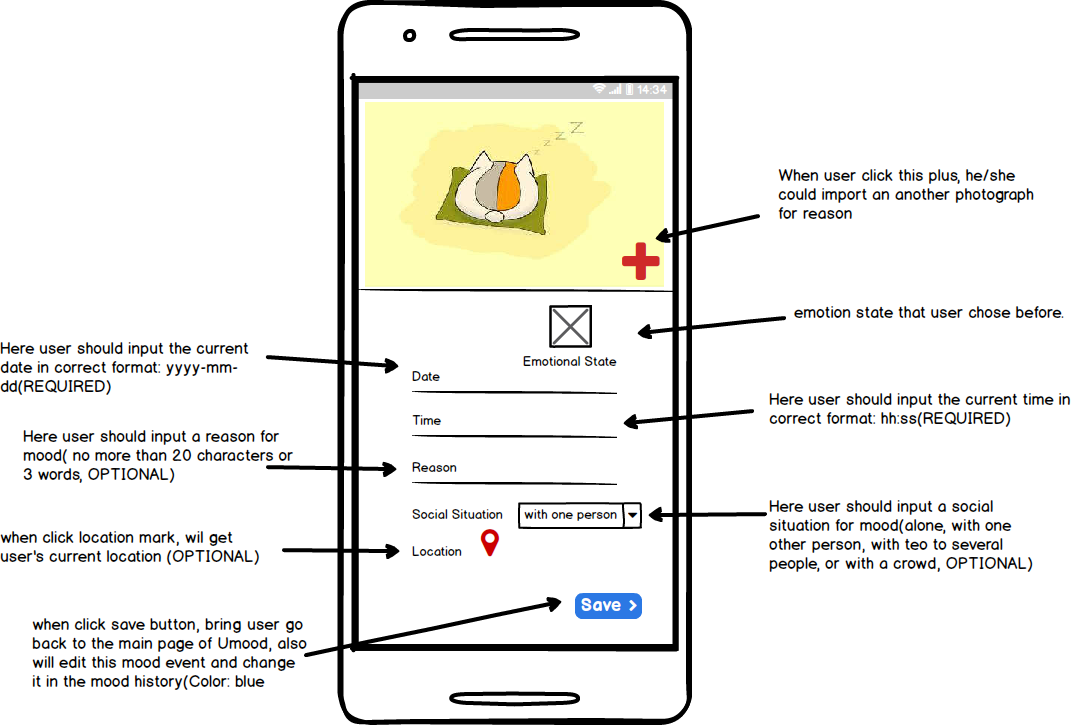 14:34
z
z
z
Z
When user click this plus, he/she
could import an another photograph
for reason
emotion state that user chose before.
Emotional State
Here user should input the current
date in correct format: yyyy-mm-
dd(REQUIRED)
Date
Here user should input the current time in
correct format: hh:ss(REQUIRED)
Time
Here user should input a reason for
mood( no more than 20 characters or
3 words, OPTIONAL)
Reason
Here user should input a social
situation for mood(alone, with one
other person, with teo to several
people, or with a crowd, OPTIONAL)
Social Situation
with one person
when click location mark, wil get
user's current location (OPTIONAL)
Location
Save >
when click save button, bring user go
back to the main page of Umood, also
will edit this mood event and change
it in the mood history(Color: blue